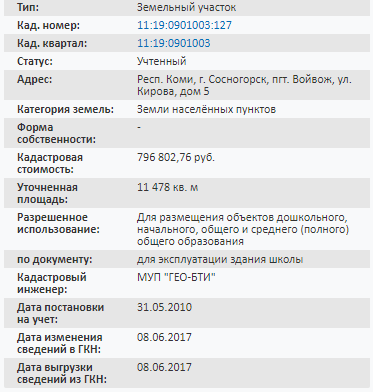 Тип: Земельный участок
Кад. номер: 11:19:0901003:127
Кад. квартал: 11:19:0901003
Статус: Учтенный
Адрес: Респ. Коми, г. Сосногорск, пгт. Войвож, ул.
Кирова, дом 5
Категория земель: Земли населённых пунктов
Форма -
собственности:
Кадастровая 796 802,76 руб.
стоимость:
Уточненная 11 478 кв. м
площадь:
Разрешенное Для размещения объектов дошкольного,
использование: начального, общего и среднего (полного)
общего образования
по документу: для эксплуатации здания школы
Кадастровый МУП "ГЕО-БТИ"
инженер:
Дата постановки 31.05.2010
на учет:
Дата изменения 08.06.2017
сведений в ГКН:
Дата выгрузки 08.06.2017
сведений из ГКН: